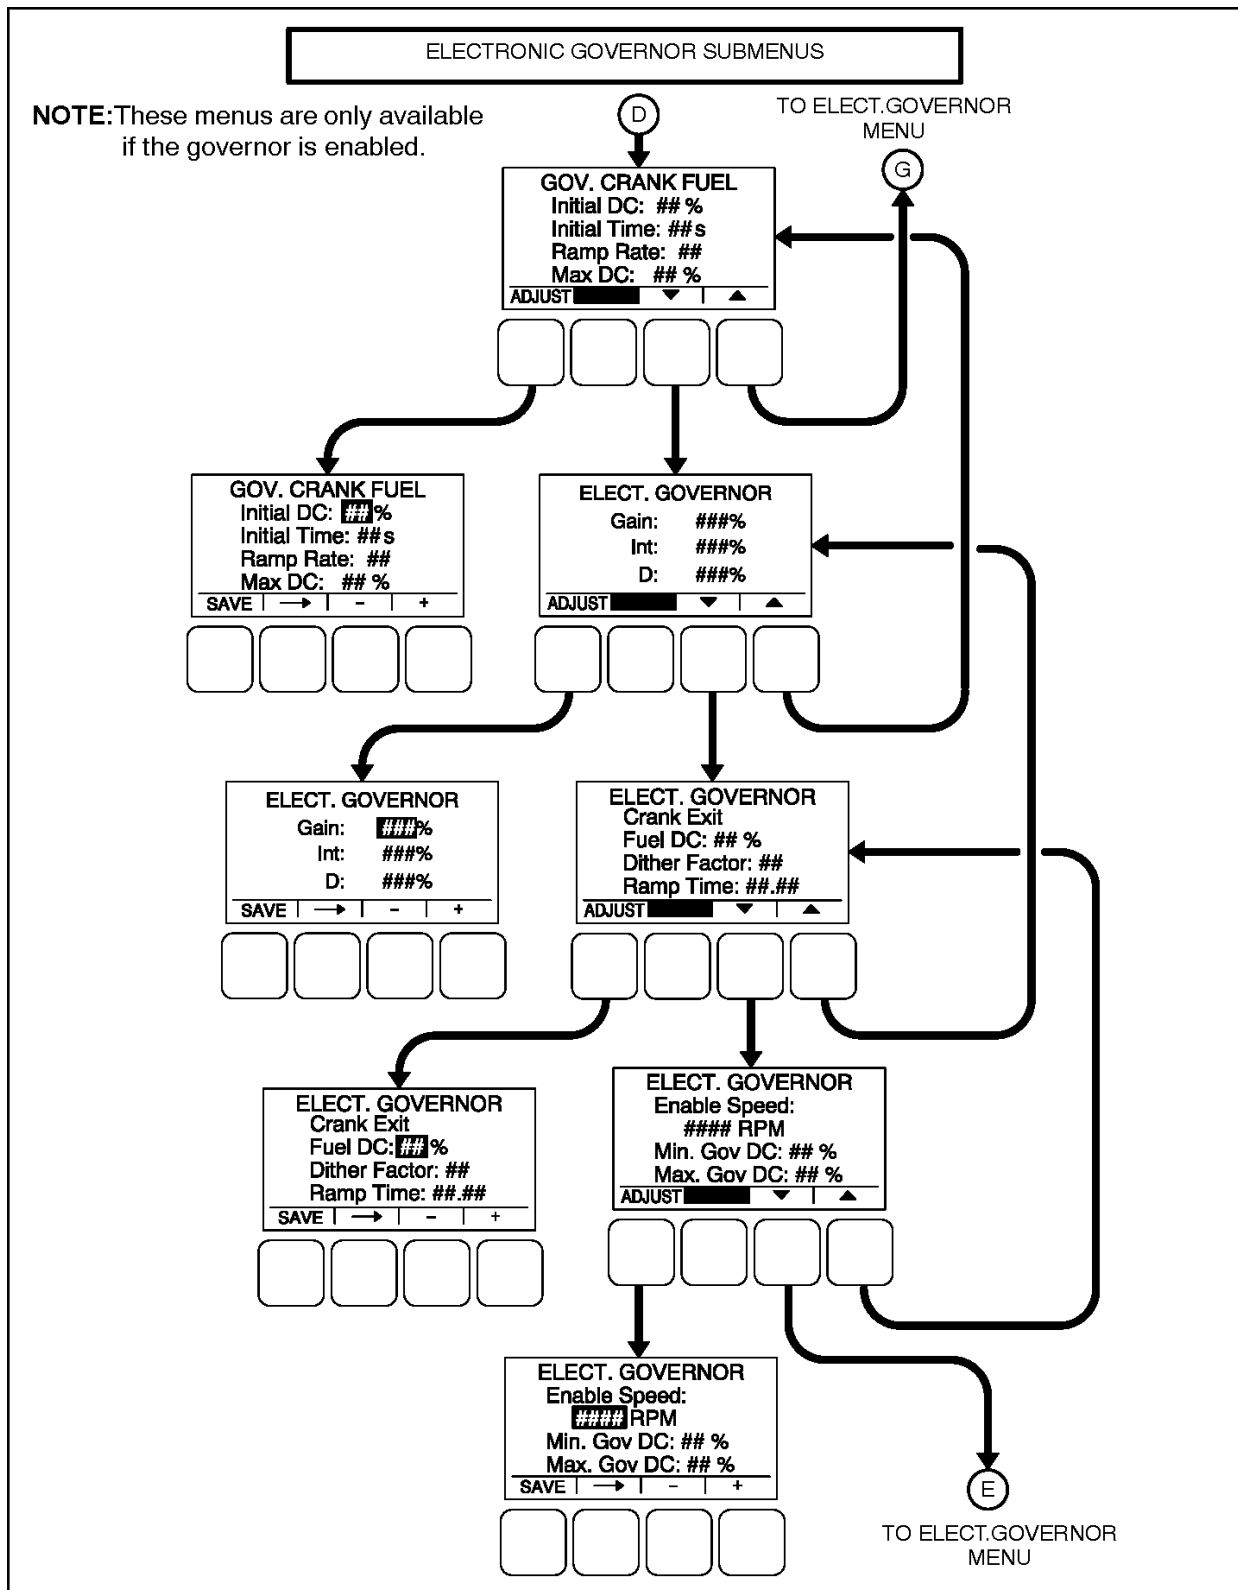 ELECTRONIC GOVERNOR SUBMENUS
NOTE:These menus are only available
if the governor is enabled.
D
TO ELECT.GOVERNOR
MENU
G
GOV. CRANK FUEL
Initial DC: ## %
Initial Time: ##s
Ramp Rate: ##
Max DC: ## %
ADJUST ▼ ▲
GOV. CRANK FUEL
Initial DC: ## %
Initial Time: ##s
Ramp Rate: ##
Max DC: ## %
SAVE → - +
ELECT. GOVERNOR
Gain: ###%
Int: ###%
D: ###%
ADJUST ▼ ▲
ELECT. GOVERNOR
Gain: ###%
Int: ###%
D: ###%
SAVE → - +
ELECT. GOVERNOR
Crank Exit
Fuel DC: ## %
Dither Factor: ##
Ramp Time: ##.##
ADJUST ▼ ▲
ELECT. GOVERNOR
Crank Exit
Fuel DC: ## %
Dither Factor: ##
Ramp Time: ##.##
SAVE → - +
ELECT. GOVERNOR
Enable Speed:
#### RPM
Min. Gov DC: ## %
Max. Gov DC: ## %
ADJUST ▼ ▲
ELECT. GOVERNOR
Enable Speed:
#### RPM
Min. Gov DC: ## %
Max. Gov DC: ## %
SAVE → - +
E
TO ELECT.GOVERNOR
MENU